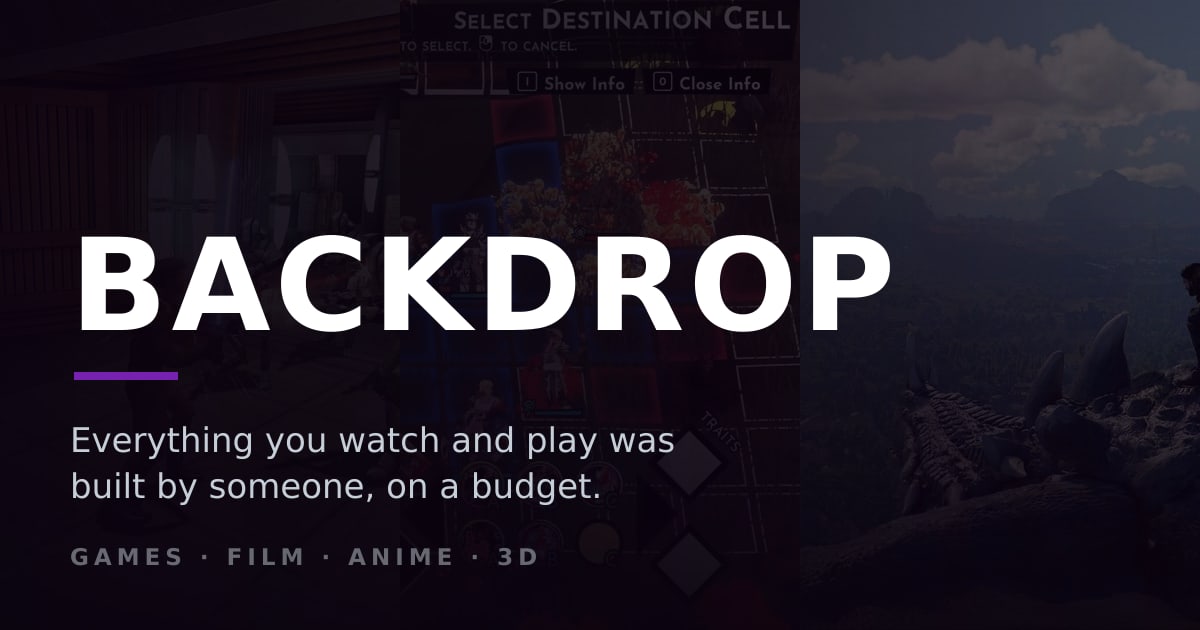 SELECT DESTINATION CELL
TO SELECT. TO CANCEL.
I Show Info :: O Close Info
BACKDROP
Everything you watch and play was
built by someone, on a budget.
TRAITS
GAMES · FILM · ANIME · 3D